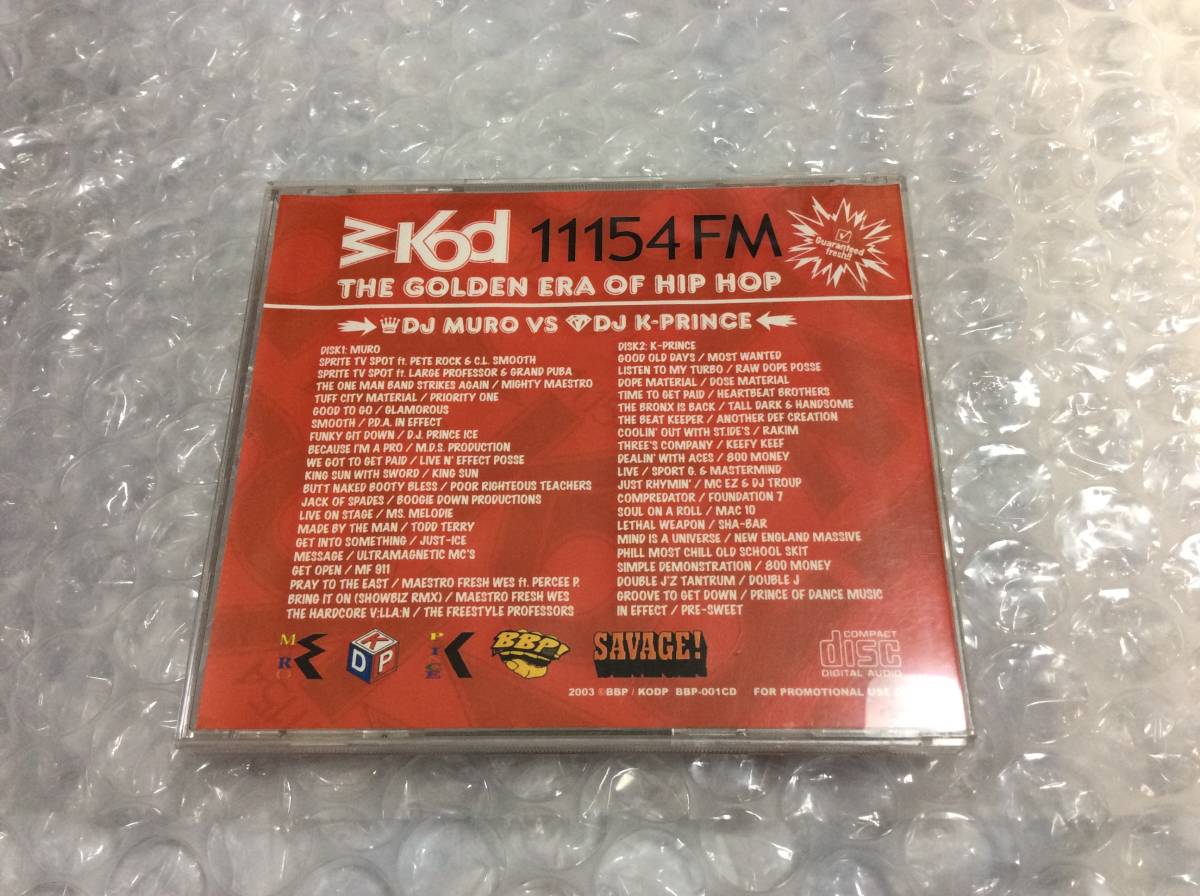 KOD 11154 FM
Guaranteed fresh!!
THE GOLDEN ERA OF HIP HOP
DJ MURO VS DJ K-PRINCE
DISK1: MURO
SPRITE TV SPOT ft. PETE ROCK & C.L. SMOOTH
SPRITE TV SPOT ft. LARGE PROFESSOR & GRAND PUBA
THE ONE MAN BAND STRIKES AGAIN / MIGHTY MAESTRO
TUFF CITY MATERIAL / PRIORITY ONE
GOOD TO GO / GLAMOROUS
SMOOTH / P.D.A. IN EFFECT
FUNKY GIT DOWN / D.J. PRINCE ICE
BECAUSE I'M A PRO / M.D.S. PRODUCTION
WE GOT TO GET PAID / LIVE N' EFFECT POSSE
KING SUN WITH SWORD / KING SUN
BUTT NAKED BOOTY BLESS / POOR RIGHTEOUS TEACHERS
JACK OF SPADES / BOOGIE DOWN PRODUCTIONS
LIVE ON STAGE / MS. MELODIE
MADE BY THE MAN / TODD TERRY
GET INTO SOMETHING / JUST-ICE
MESSAGE / ULTRAMAGNETIC MC'S
GET OPEN / MF 911
PRAY TO THE EAST / MAESTRO FRESH WES ft. PERCEE P.
BRING IT ON (SHOWBIZ RMX) / MAESTRO FRESH WES
THE HARDCORE V:LLA:N / THE FREESTYLE PROFESSORS
DISK2: K-PRINCE
GOOD OLD DAYS / MOST WANTED
LISTEN TO MY TURBO / RAW DOPE POSSE
DOPE MATERIAL / DOSE MATERIAL
TIME TO GET PAID / HEARTBEAT BROTHERS
THE BRONX IS BACK / TALL DARK & HANDSOME
THE BEAT KEEPER / ANOTHER DEF CREATION
COOLIN' OUT WITH STIDE'S / RAKIM
THREE'S COMPANY / KEEFY KEEF
DEALIN' WITH ACES / 800 MONEY
LIVE / SPORT G. & MASTERMIND
JUST RHYMIN' / MC EZ & DJ TROUP
COMPREDATOR / FOUNDATION 7
SOUL ON A ROLL / MAC 10
LETHAL WEAPON / SHA-BAR
MIND IS A UNIVERSE / NEW ENGLAND MASSIVE
PHILL MOST CHILL OLD SCHOOL SKIT
SIMPLE DEMONSTRATION / 800 MONEY
DOUBLE J'Z TANTRUM / DOUBLE J
GROOVE TO GET DOWN / PRINCE OF DANCE MUSIC
IN EFFECT / PRE-SWEET
M R O
K D P
P I C E
BBP!
SAVAGE!
COMPACT disc DIGITAL AUDIO
2003 ©BBP / KODP BBP-001CD FOR PROMOTIONAL USE